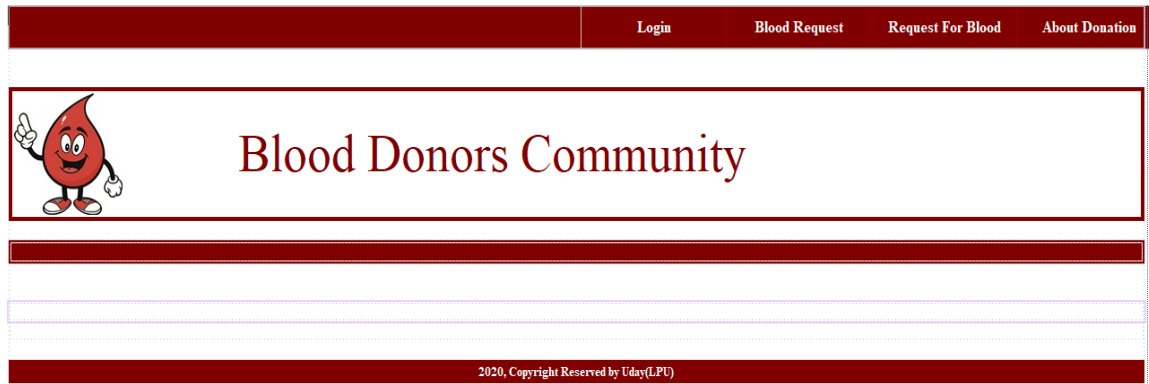 Login Blood Request Request For Blood About Donation
Blood Donors Community
2020, Copyright Reserved by Uday(LPU)